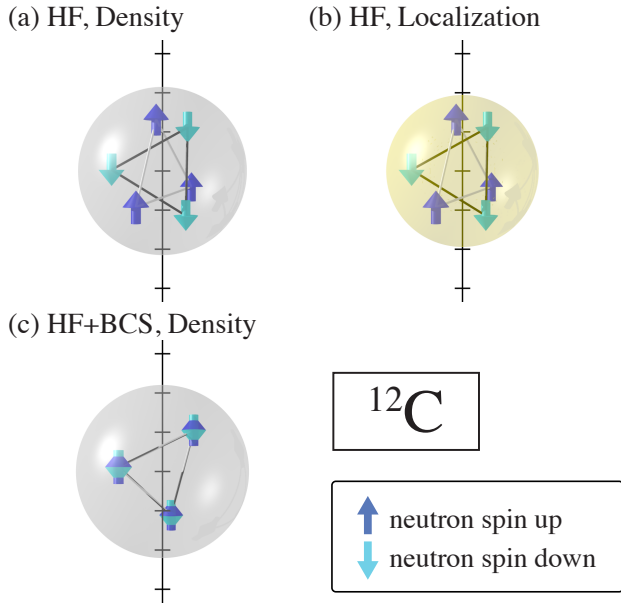 (a) HF, Density
(b) HF, Localization
(c) HF+BCS, Density
¹²C
neutron spin up
neutron spin down